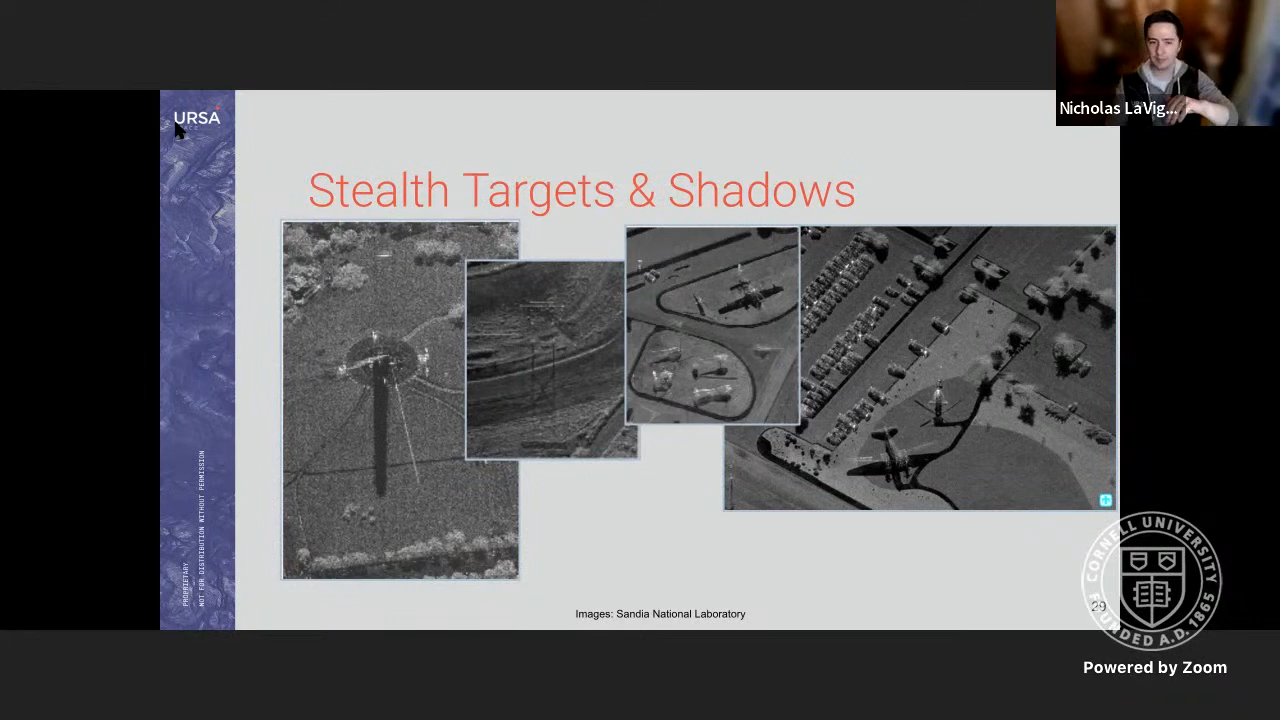 URSA
Nicholas LaVig...
Stealth Targets & Shadows
PROPRIETARY
NOT FOR DISTRIBUTION WITHOUT PERMISSION
Images: Sandia National Laboratory
29
CORNELL UNIVERSITY
FOUNDED A.D. 1865
Powered by Zoom